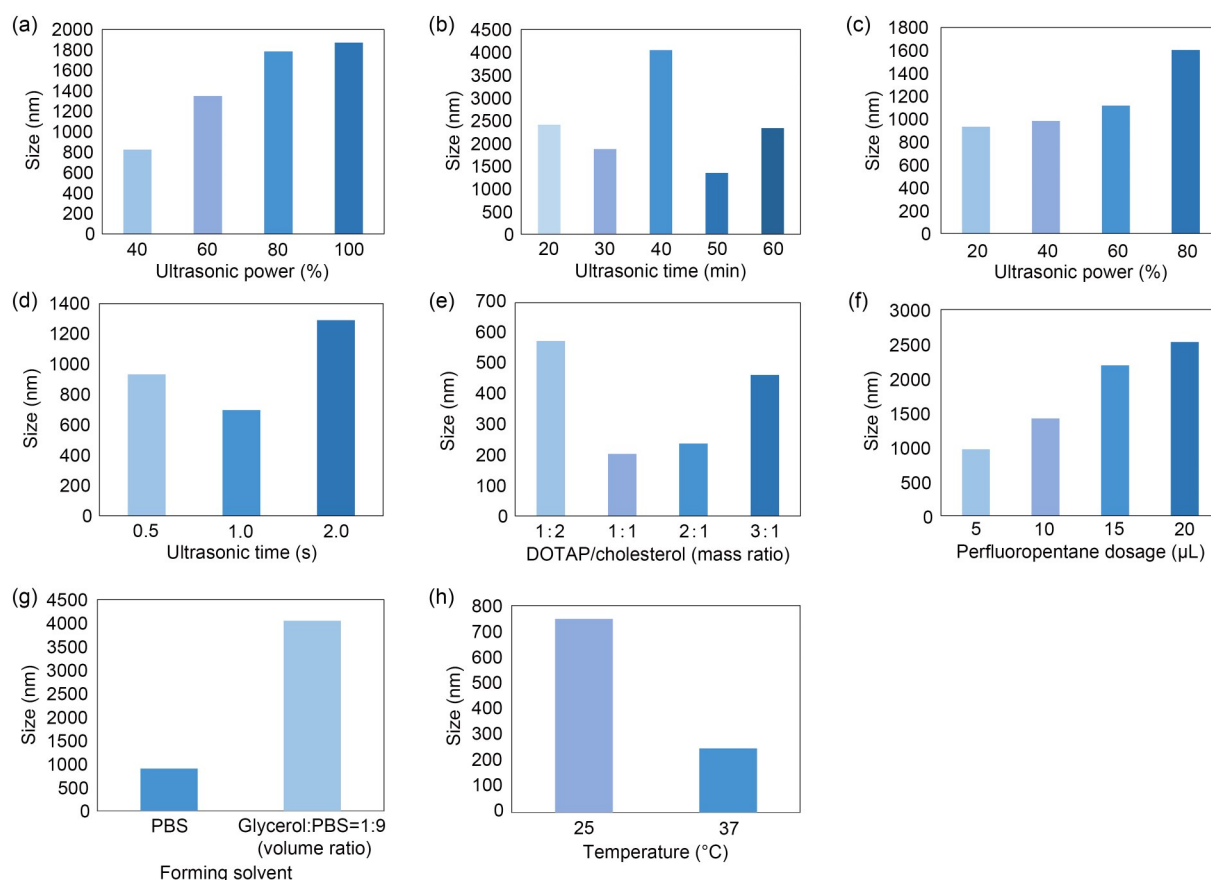 (a)
2000
1800
1600
1400
1200
1000
800
600
400
200
0
Size (nm)
40 60 80 100
Ultrasonic power (%)
(b)
4500
4000
3500
3000
2500
2000
1500
1000
500
0
Size (nm)
20 30 40 50 60
Ultrasonic time (min)
(c)
1800
1600
1400
1200
1000
800
600
400
200
0
Size (nm)
20 40 60 80
Ultrasonic power (%)
(d)
1400
1200
1000
800
600
400
200
0
Size (nm)
0.5 1.0 2.0
Ultrasonic time (s)
(e)
700
600
500
400
300
200
100
0
Size (nm)
1:2 1:1 2:1 3:1
DOTAP/cholesterol (mass ratio)
(f)
3000
2500
2000
1500
1000
500
0
Size (nm)
5 10 15 20
Perfluoropentane dosage (μL)
(g)
4500
4000
3500
3000
2500
2000
1500
1000
500
0
Size (nm)
PBS Glycerol:PBS=1:9
(volume ratio)
Forming solvent
(h)
800
700
600
500
400
300
200
100
0
Size (nm)
25 37
Temperature (°C)